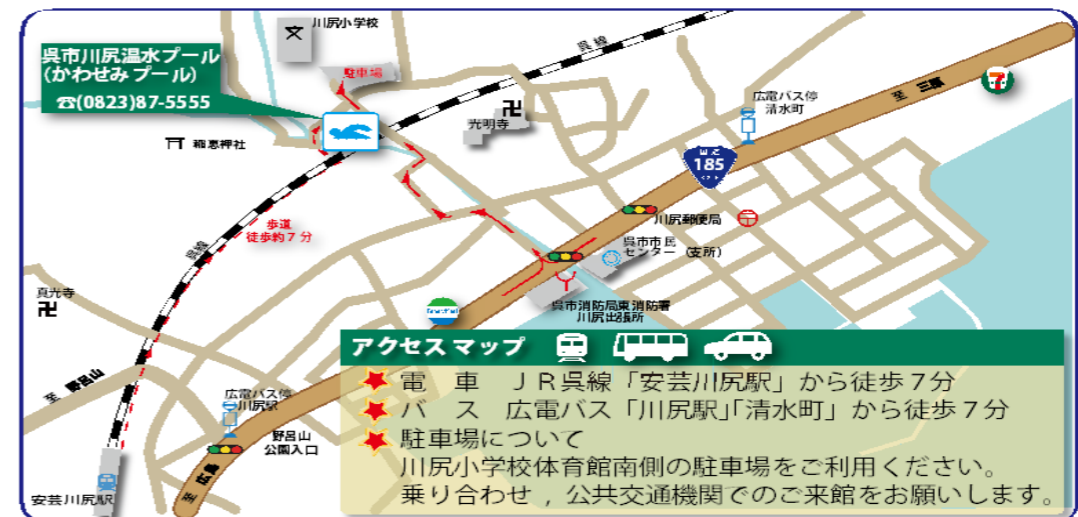 川尻小学校
呉線
呉市川尻温水プール
(かわせみプール)
☎(0823)87-5555
駐車場
至 三原
7
広電バス停
清水町
光明寺
稲恵神社
国道
185
川尻郵便局
歩道
徒歩約7分
呉線
呉市市民
センター(支所)
真光寺
呉市消防局東消防署
川尻出張所
アクセスマップ
至 野呂山
電 車 JR呉線「安芸川尻駅」から徒歩7分
広電バス停
川尻駅
バス 広電バス「川尻駅」「清水町」から徒歩7分
野呂山
公園入口
駐車場について
川尻小学校体育館南側の駐車場をご利用ください。
至 広島
安芸川尻駅
乗り合わせ,公共交通機関でのご来館をお願いします。